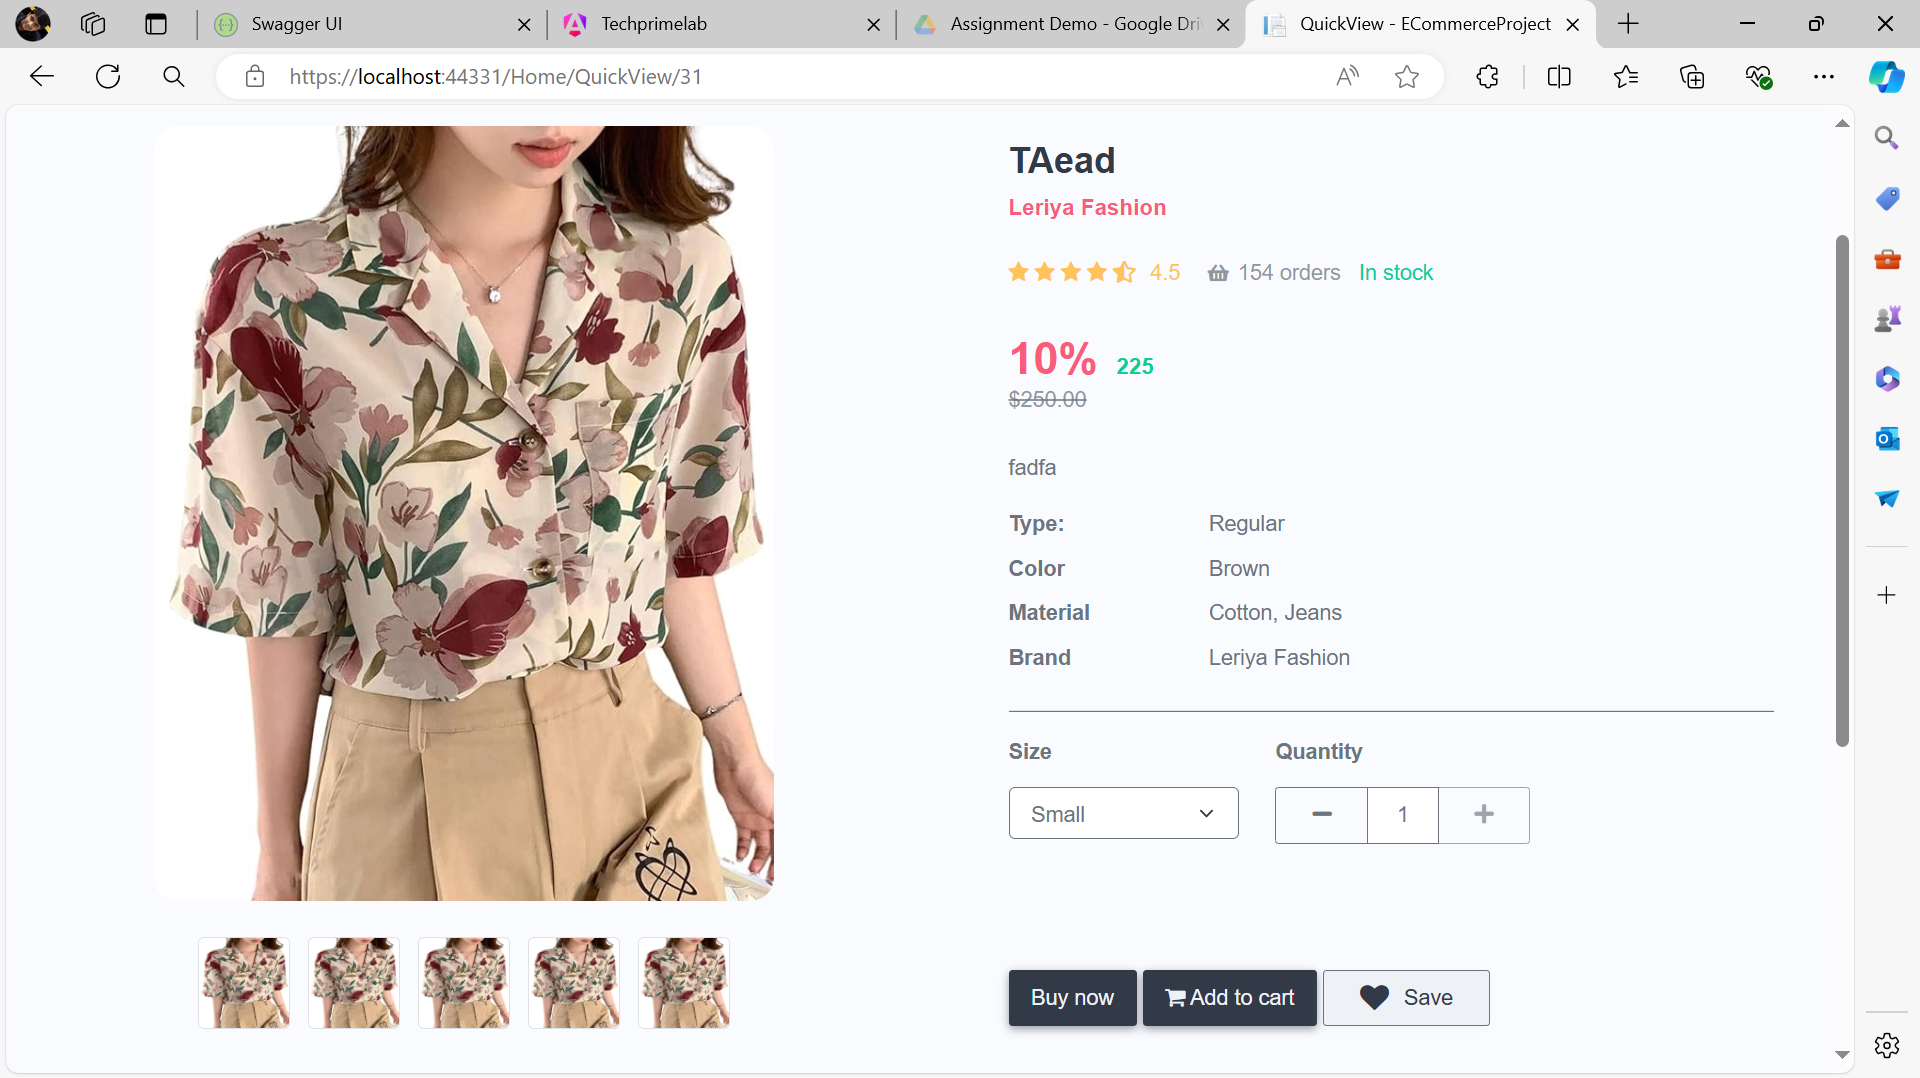 Swagger UI
Techprimelab
Assignment Demo - Google Dri
QuickView - ECommerceProject
https://localhost:44331/Home/QuickView/31
TAead
Leriya Fashion
4.5 154 orders In stock
10% 225
$250.00
fadfa
Type: Regular
Color Brown
Material Cotton, Jeans
Brand Leriya Fashion
Size Quantity
Small 1
Buy now Add to cart Save